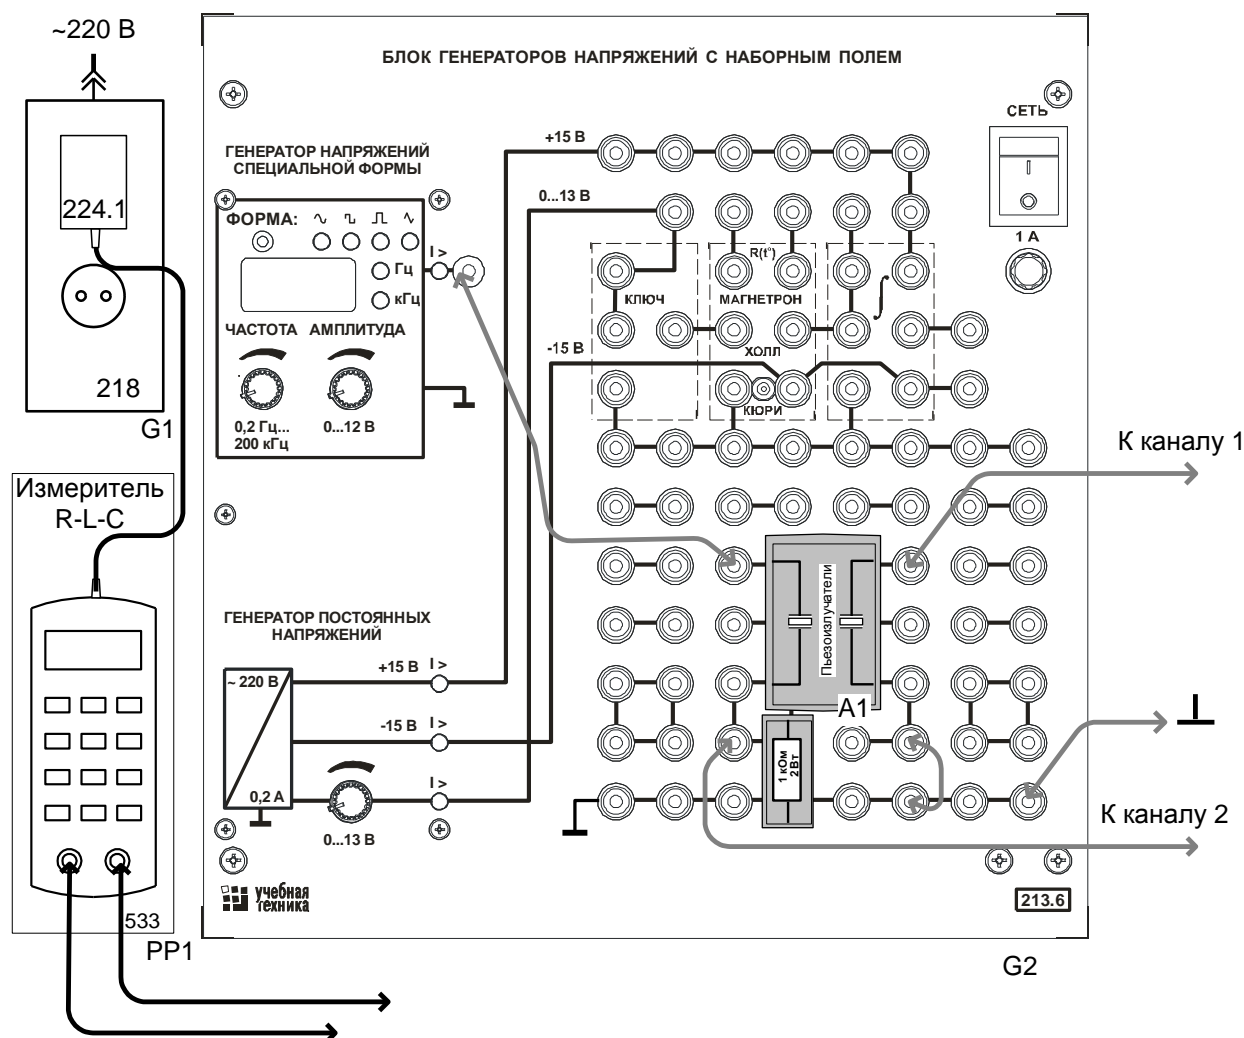 ~220 В
БЛОК ГЕНЕРАТОРОВ НАПРЯЖЕНИЙ С НАБОРНЫМ ПОЛЕМ
СЕТЬ
I
1 А
ГЕНЕРАТОР НАПРЯЖЕНИЙ
СПЕЦИАЛЬНОЙ ФОРМЫ
ФОРМА:
I >
Гц
кГц
ЧАСТОТА
АМПЛИТУДА
0,2 Гц...
200 кГц
0...12 В
224.1
218
G1
+15 В
0...13 В
-15 В
R(t°)
КЛЮЧ
МАГНЕТРОН
∫
ХОЛЛ
КЮРИ
К каналу 1
Измеритель
R-L-C
533
PP1
ГЕНЕРАТОР ПОСТОЯННЫХ
НАПРЯЖЕНИЙ
~ 220 В
+15 В
I >
-15 В
I >
I >
0,2 А
0...13 В
Пьезоизлучатели
A1
1 кОм
2 Вт
К каналу 2
учебная
техника
213.6
G2